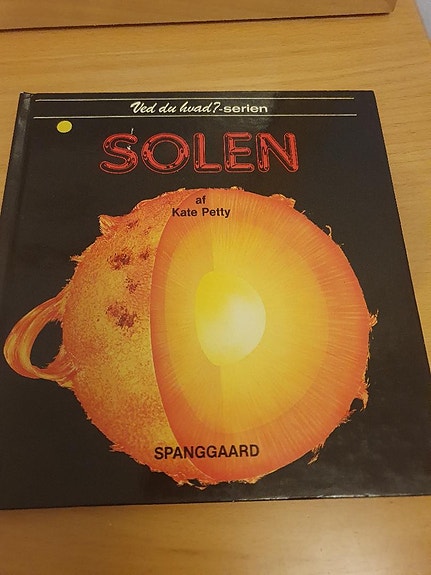 Ved du hvad?-serien
SOLEN
af
Kate Petty
SPANGGAARD